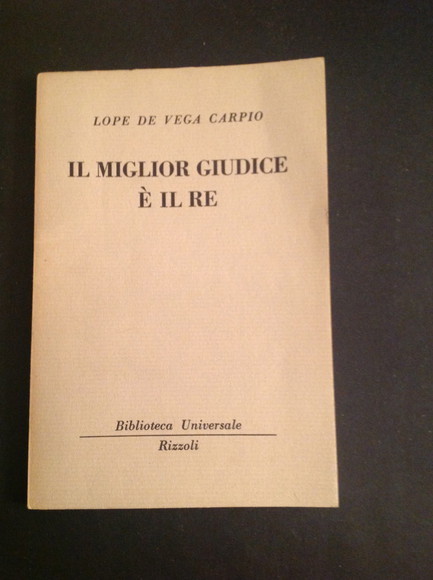 LOPE DE VEGA CARPIO
IL MIGLIOR GIUDICE
È IL RE
Biblioteca Universale
Rizzoli